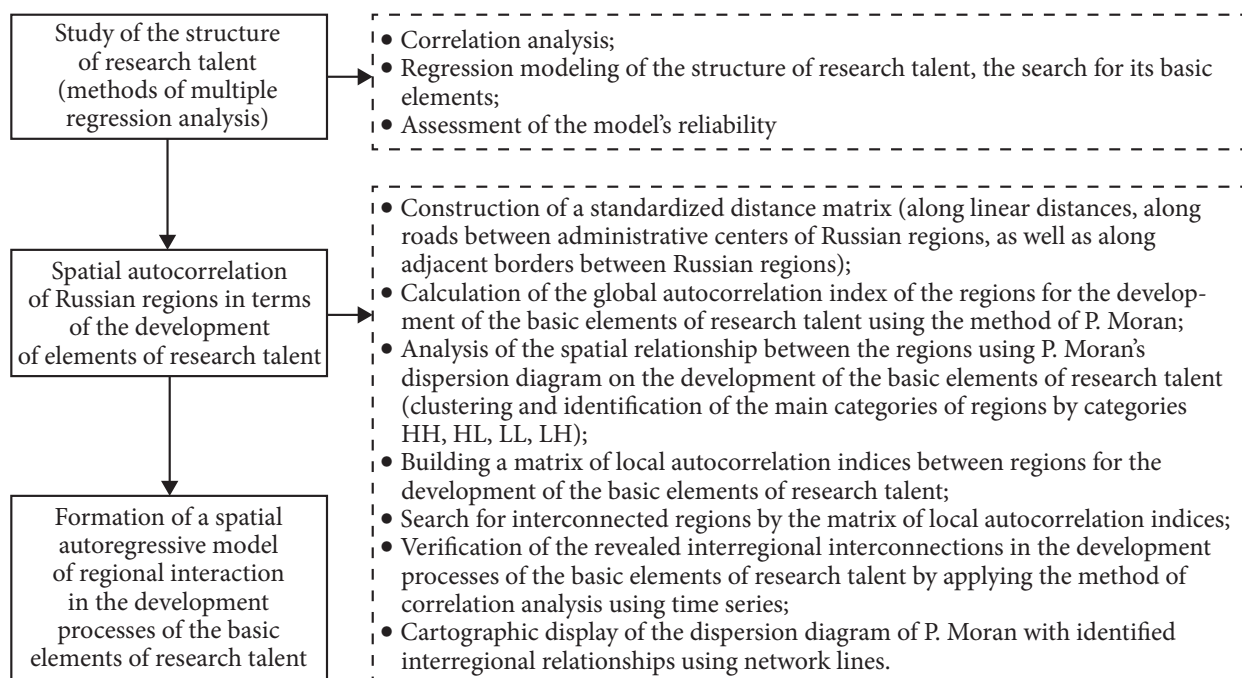 Study of the structure
of research talent
(methods of multiple
regression analysis)
• Correlation analysis;
• Regression modeling of the structure of research talent, the search for its basic
elements;
• Assessment of the model’s reliability
Spatial autocorrelation
of Russian regions in terms
of the development
of elements of research talent
• Construction of a standardized distance matrix (along linear distances, along
roads between administrative centers of Russian regions, as well as along
adjacent borders between Russian regions);
• Calculation of the global autocorrelation index of the regions for the develop-
ment of the basic elements of research talent using the method of P. Moran;
• Analysis of the spatial relationship between the regions using P. Moran’s
dispersion diagram on the development of the basic elements of research talent
(clustering and identification of the main categories of regions by categories
HH, HL, LL, LH);
• Building a matrix of local autocorrelation indices between regions for the
development of the basic elements of research talent;
• Search for interconnected regions by the matrix of local autocorrelation indices;
• Verification of the revealed interregional interconnections in the development
processes of the basic elements of research talent by applying the method of
correlation analysis using time series;
• Cartographic display of the dispersion diagram of P. Moran with identified
interregional relationships using network lines.
Formation of a spatial
autoregressive model
of regional interaction
in the development
processes of the basic
elements of research talent